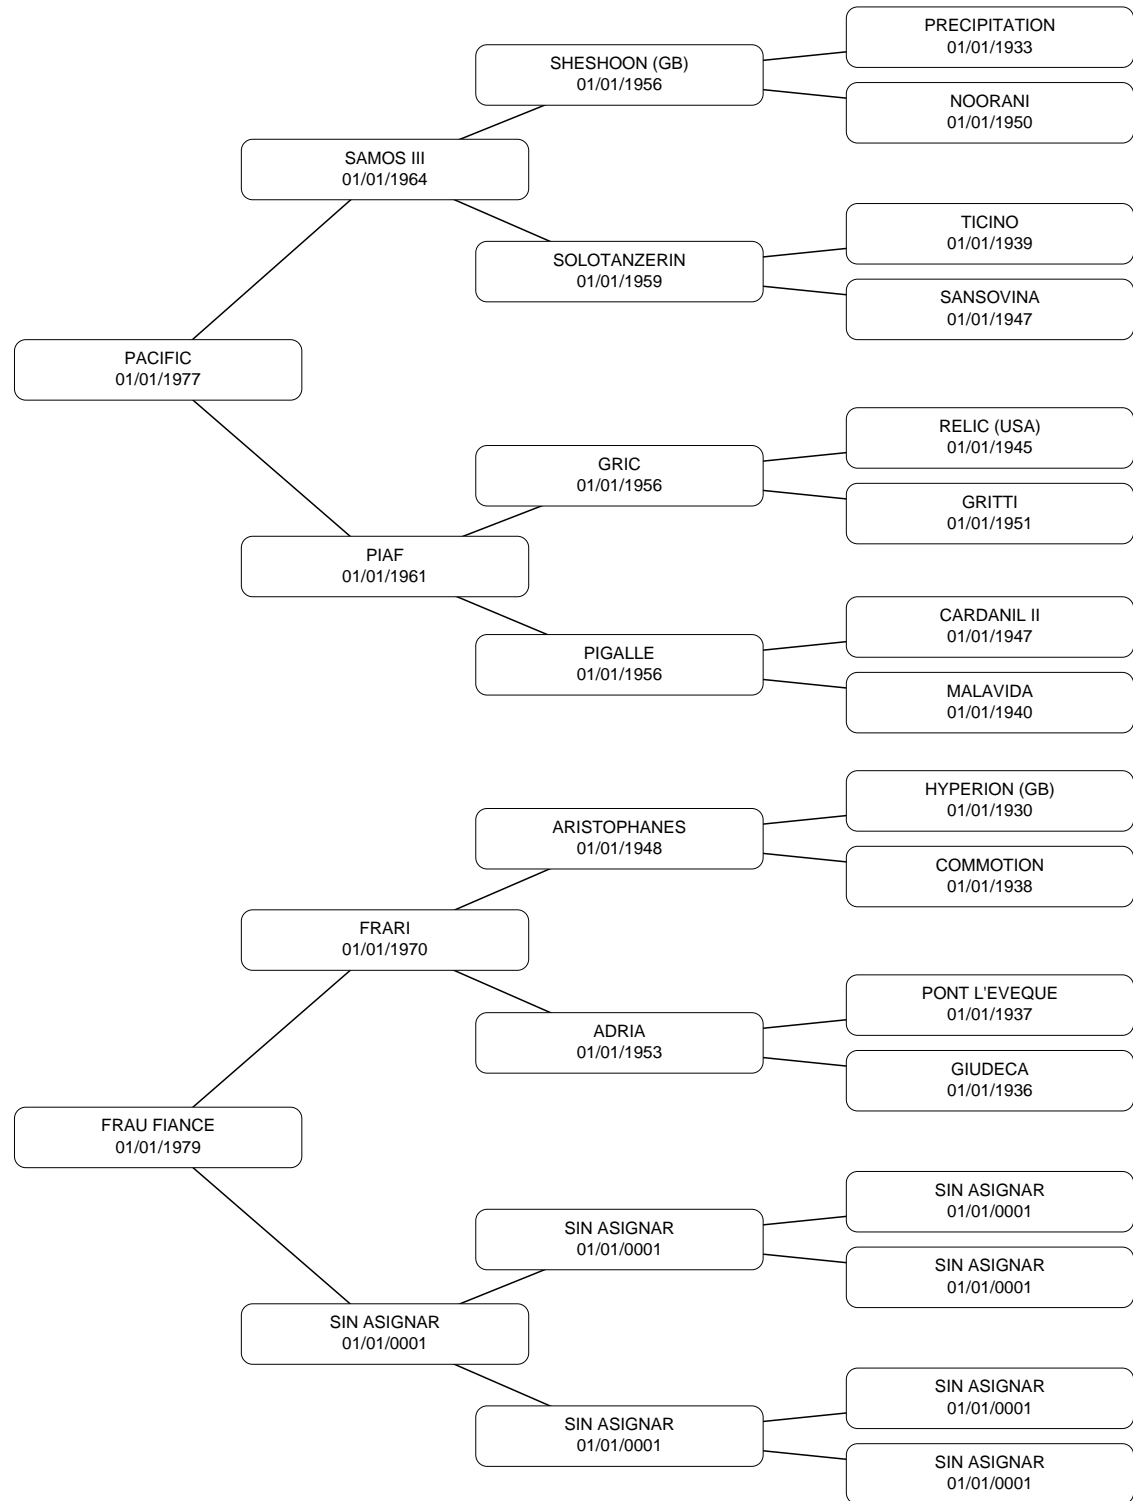 PRECIPITATION
01/01/1933
SHESHOON (GB)
01/01/1956
NOORANI
01/01/1950
SAMOS III
01/01/1964
TICINO
01/01/1939
SOLOTANZERIN
01/01/1959
SANSOVINA
01/01/1947
PACIFIC
01/01/1977
RELIC (USA)
01/01/1945
GRIC
01/01/1956
GRITTI
01/01/1951
PIAF
01/01/1961
CARDANIL II
01/01/1947
PIGALLE
01/01/1956
MALAVIDA
01/01/1940
HYPERION (GB)
01/01/1930
ARISTOPHANES
01/01/1948
COMMOTION
01/01/1938
FRARI
01/01/1970
PONT L'EVEQUE
01/01/1937
ADRIA
01/01/1953
GIUDECA
01/01/1936
FRAU FIANCE
01/01/1979
SIN ASIGNAR
01/01/0001
SIN ASIGNAR
01/01/0001
SIN ASIGNAR
01/01/0001
SIN ASIGNAR
01/01/0001
SIN ASIGNAR
01/01/0001
SIN ASIGNAR
01/01/0001
SIN ASIGNAR
01/01/0001